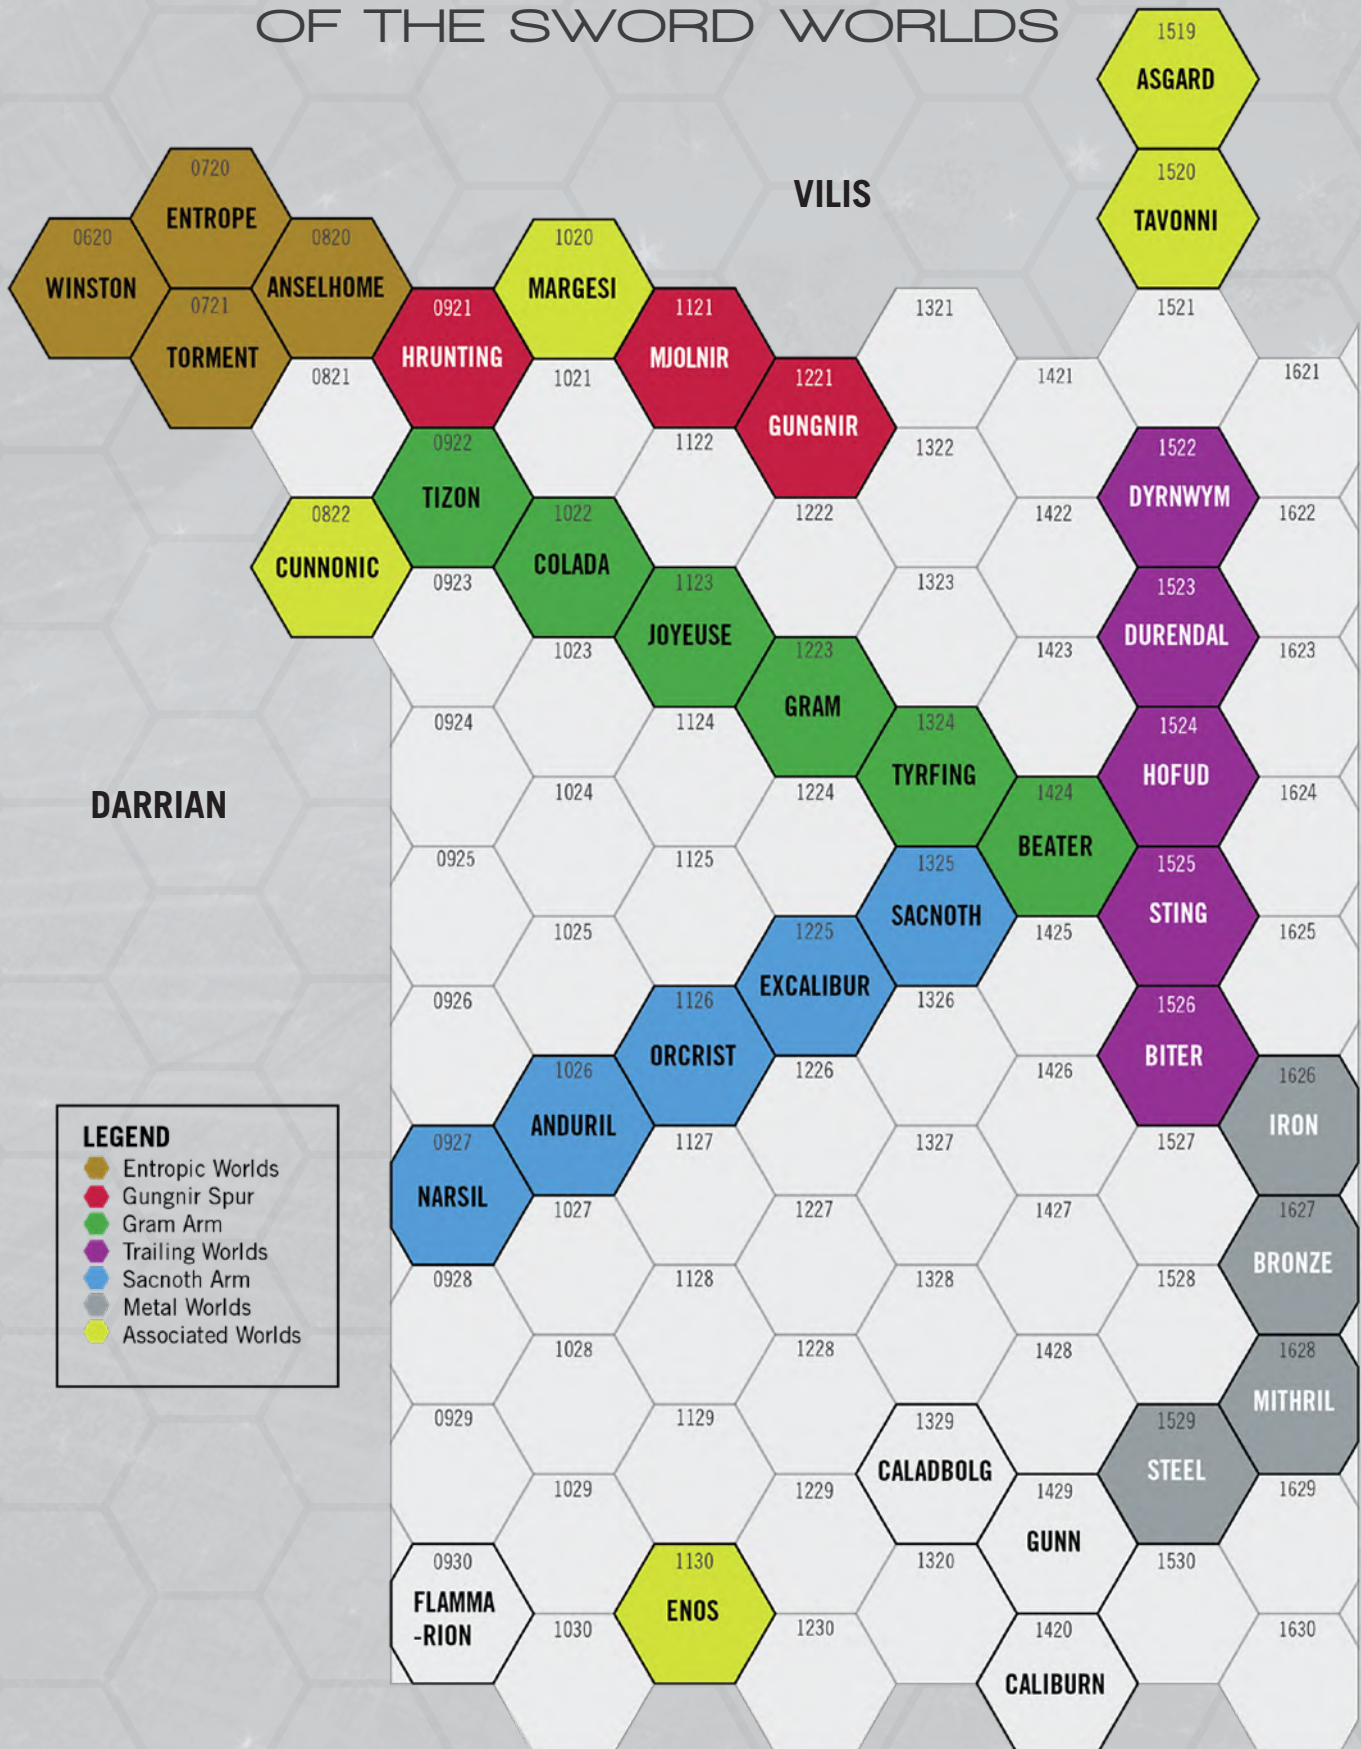 OF THE SWORD WORLDS
1519
ASGARD
0720
ENTROPE
1520
TAVONNI
VILIS
0620
WINSTON
0820
ANSELHOME
1020
MARGESI
0721
TORMENT
0921
HRUNTING
1121
MJOLNIR
1321
1521
0821
1021
1221
GUNGNIR
1421
1621
0922
TIZON
1122
1322
1522
DYRNWYM
0822
CUNNONIC
1022
COLADA
1222
1422
1622
0923
1123
JOYEUSE
1323
1523
DURENDAL
1023
1223
GRAM
1423
1623
0924
1124
1324
TYRFING
1524
HOFUD
DARRIAN
1024
1224
1424
BEATER
1624
0925
1125
1325
SACNOTH
1525
STING
1025
1225
EXCALIBUR
1425
1625
0926
1126
ORCRIST
1326
1526
BITER
1026
ANDURIL
1226
1426
1626
IRON
0927
NARSIL
1127
1327
1527
1027
1227
1427
1627
BRONZE
0928
1128
1328
1528
1028
1228
1428
1628
MITHRIL
0929
1129
1329
CALADBOLG
1529
STEEL
1029
1229
1429
GUNN
1629
0930
FLAMMA
-RION
1130
ENOS
1320
1530
1030
1230
1420
CALIBURN
1630
LEGEND
Entropic Worlds
Gungnir Spur
Gram Arm
Trailing Worlds
Sacnoth Arm
Metal Worlds
Associated Worlds